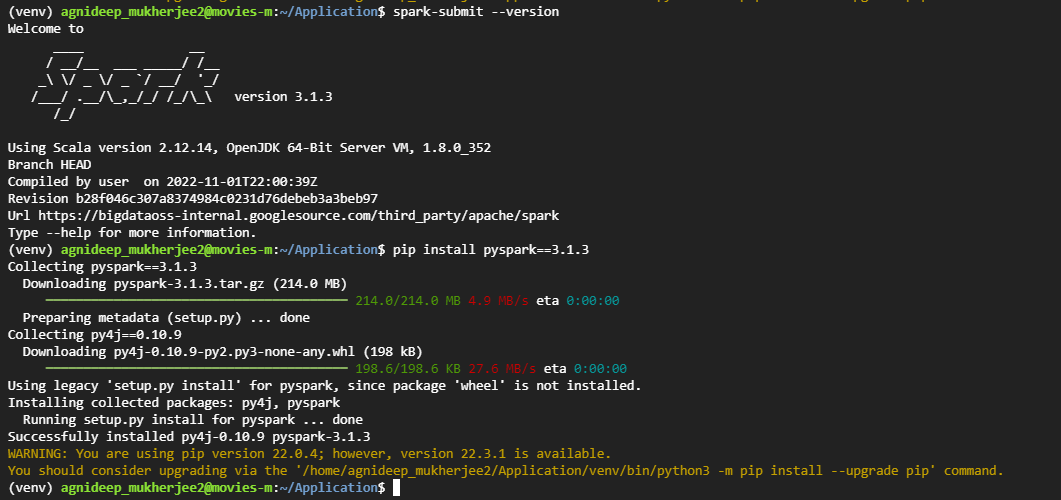 (venv) agnideep_mukherjee2@movies-m:~/Application$ spark-submit --version
Welcome to
      ____              __
     / __/__  ___ _____/ /__
    _\ \/ _ \/ _ `/ __/  '_/
   /___/ .__/\_,_/_/ /_/\_\   version 3.1.3
      /_/
Using Scala version 2.12.14, OpenJDK 64-Bit Server VM, 1.8.0_352
Branch HEAD
Compiled by user  on 2022-11-01T22:00:39Z
Revision b28f046c307a8374984c0231d76debeb3a3beb97
Url https://bigdataoss-internal.googlesource.com/third_party/apache/spark
Type --help for more information.
(venv) agnideep_mukherjee2@movies-m:~/Application$ pip install pyspark==3.1.3
Collecting pyspark==3.1.3
  Downloading pyspark-3.1.3.tar.gz (214.0 MB)
     ━━━━━━━━━━━━━━━━━━━━━━━━━━━━━━━━━━━━━━━━ 214.0/214.0 MB 4.9 MB/s eta 0:00:00
  Preparing metadata (setup.py) ... done
Collecting py4j==0.10.9
  Downloading py4j-0.10.9-py2.py3-none-any.whl (198 kB)
     ━━━━━━━━━━━━━━━━━━━━━━━━━━━━━━━━━━━━━━━━ 198.6/198.6 KB 27.6 MB/s eta 0:00:00
Using legacy 'setup.py install' for pyspark, since package 'wheel' is not installed.
Installing collected packages: py4j, pyspark
  Running setup.py install for pyspark ... done
Successfully installed py4j-0.10.9 pyspark-3.1.3
WARNING: You are using pip version 22.0.4; however, version 22.3.1 is available.
You should consider upgrading via the '/home/agnideep_mukherjee2/Application/venv/bin/python3 -m pip install --upgrade pip' command.
(venv) agnideep_mukherjee2@movies-m:~/Application$